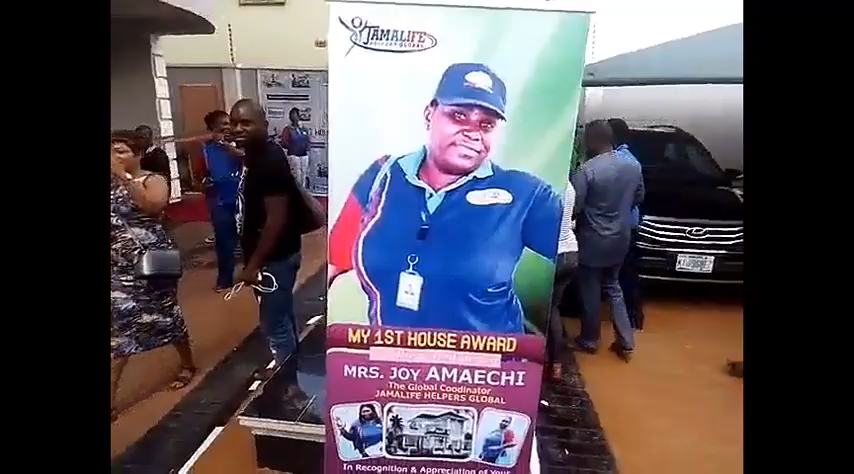 JAMALIFE
HELPERS GLOBAL
MY 1ST HOUSE AWARD
MRS. JOY AMAECHI
The Global Coodinator
JAMALIFE HELPERS GLOBAL
In Recognition & Appreciation of Your